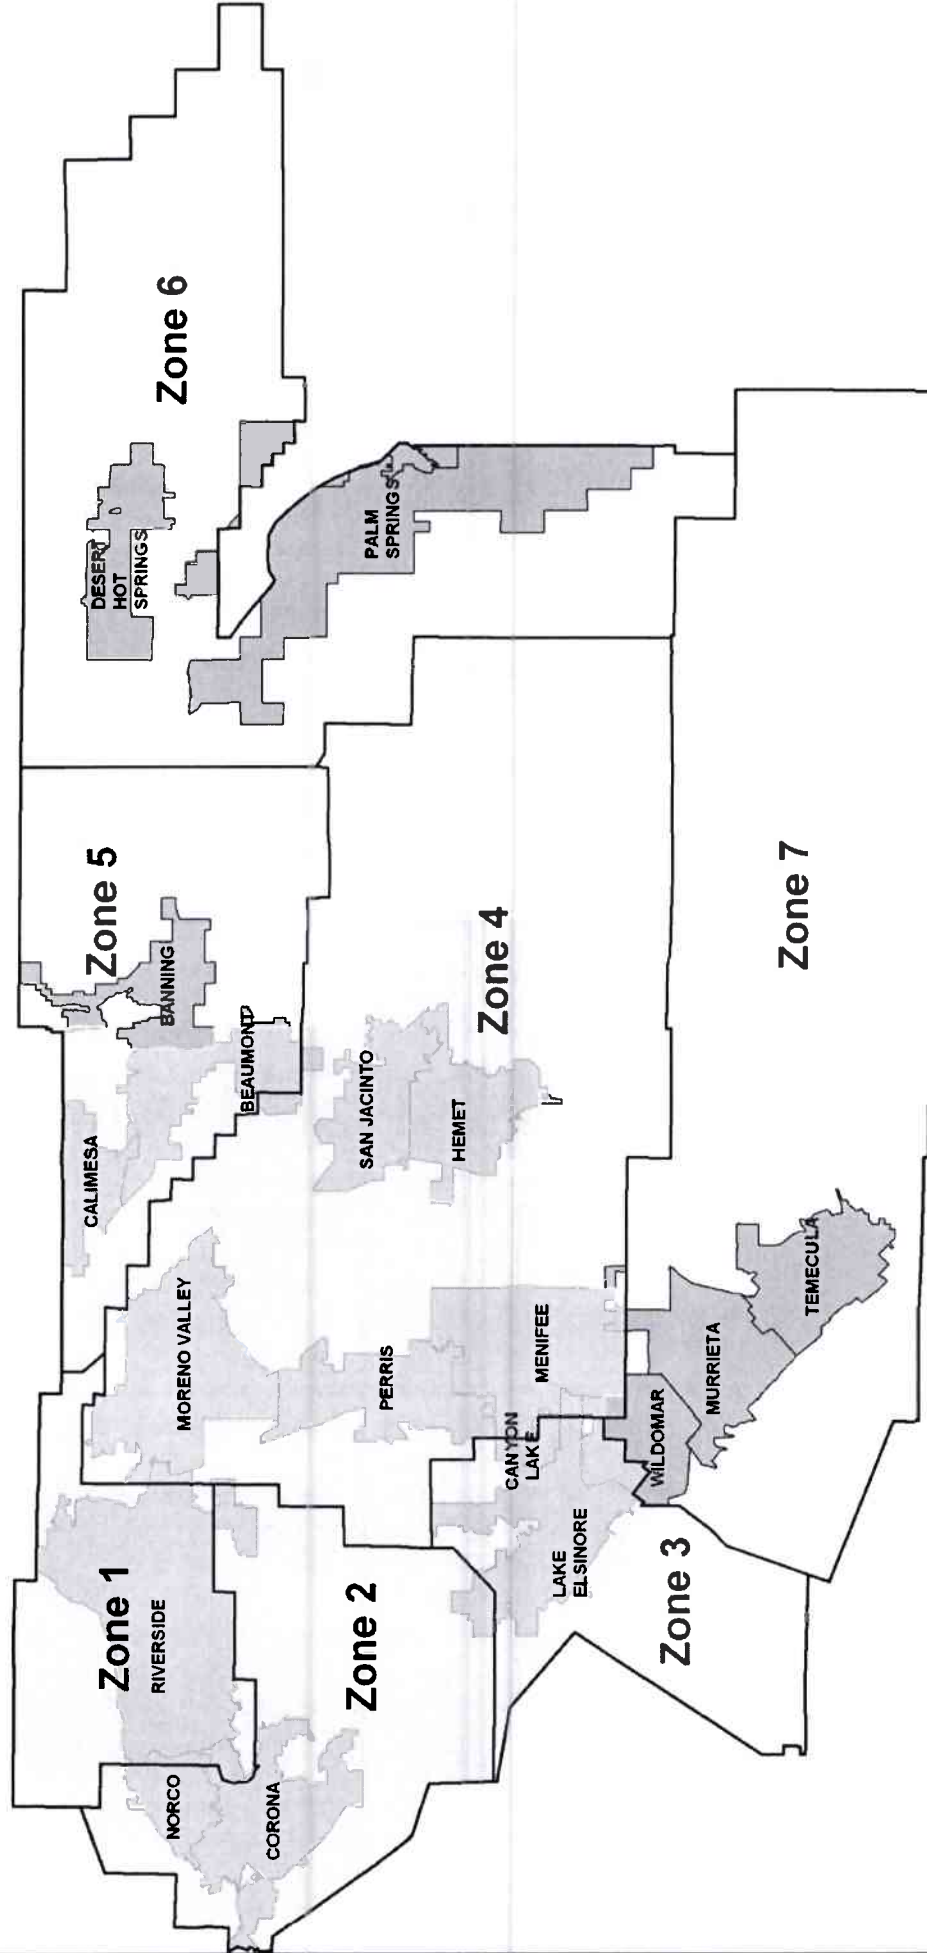 Zone 1
RIVERSIDE
NORCO
CORONA
Zone 2
Zone 3
LAKE
ELSINORE
CANYON
LAKE
WILDOMAR
MURRIETA
TEMECULA
MENIFEE
PERRIS
MORENO VALLEY
Zone 4
SAN JACINTO
HEMET
Zone 5
CALIMESA
BEAUMONT
BANNING
Zone 6
DESERT
HOT
SPRINGS
PALM
SPRINGS
Zone 7